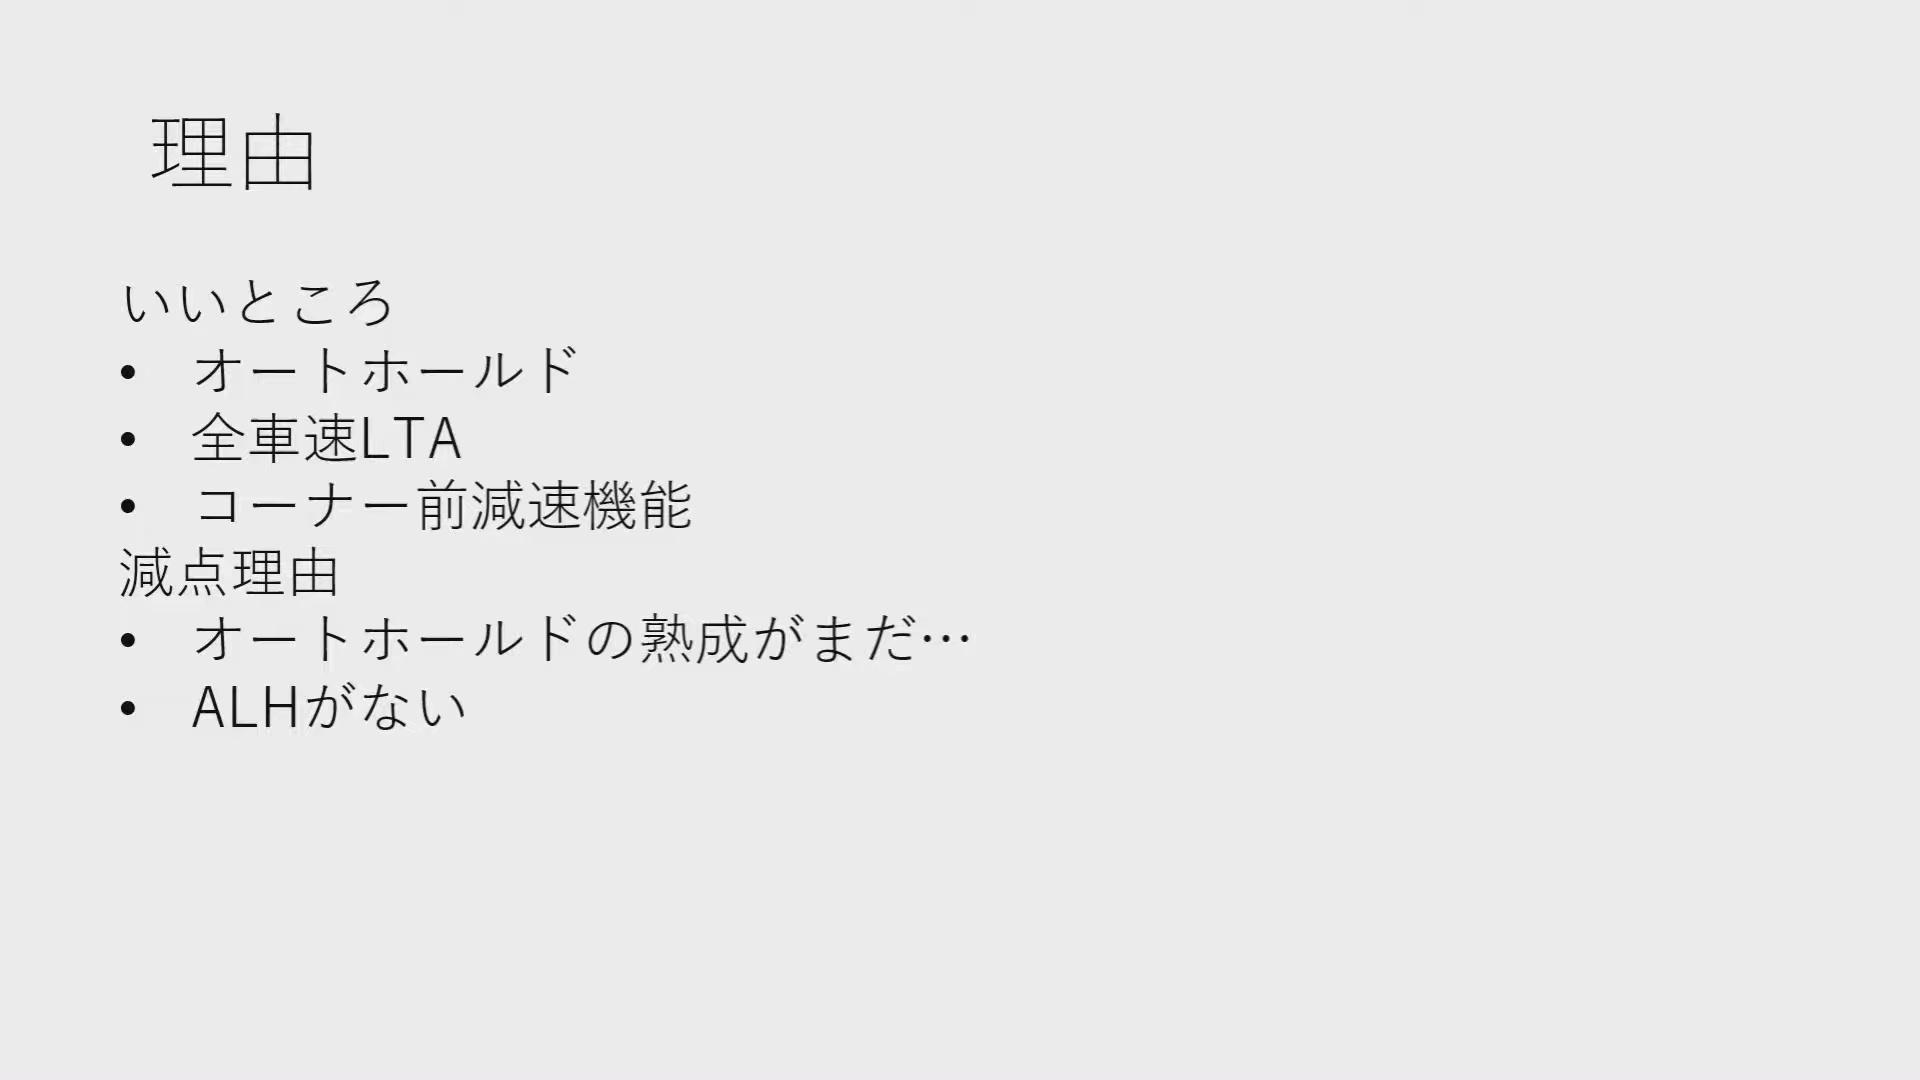 理由
いいところ
• オートホールド
• 全車速LTA
• コーナー前減速機能
減点理由
• オートホールドの熟成がまだ…
• ALHがない